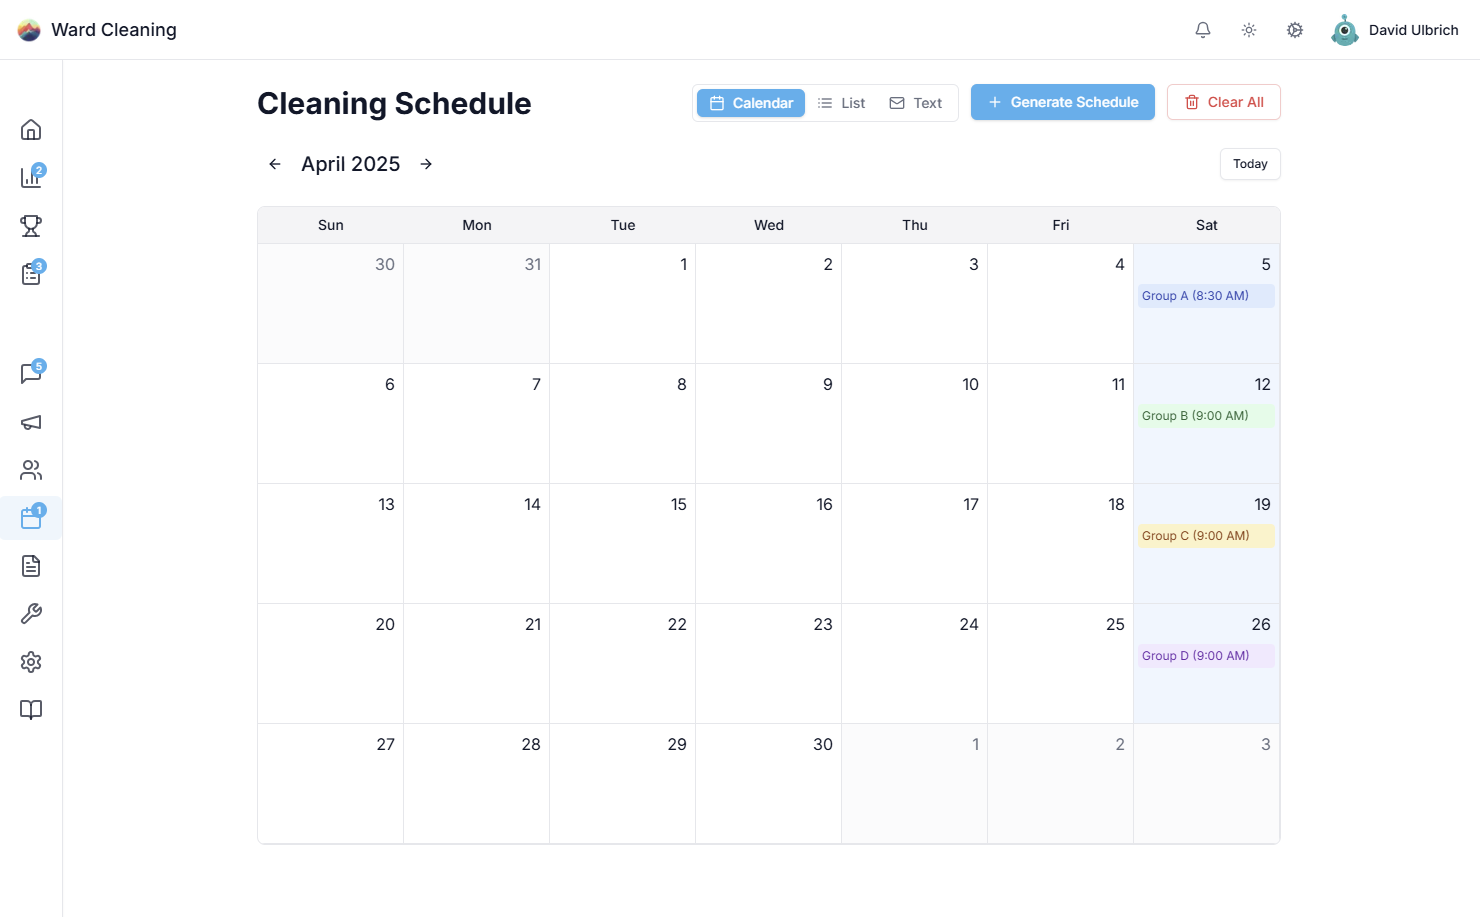 Ward Cleaning
David Ulbrich
2
3
5
1
Cleaning Schedule
Calendar List Text
Generate Schedule
Clear All
April 2025
Today
Sun Mon Tue Wed Thu Fri Sat
30 31 1 2 3 4 5
Group A (8:30 AM)
6 7 8 9 10 11 12
Group B (9:00 AM)
13 14 15 16 17 18 19
Group C (9:00 AM)
20 21 22 23 24 25 26
Group D (9:00 AM)
27 28 29 30 1 2 3